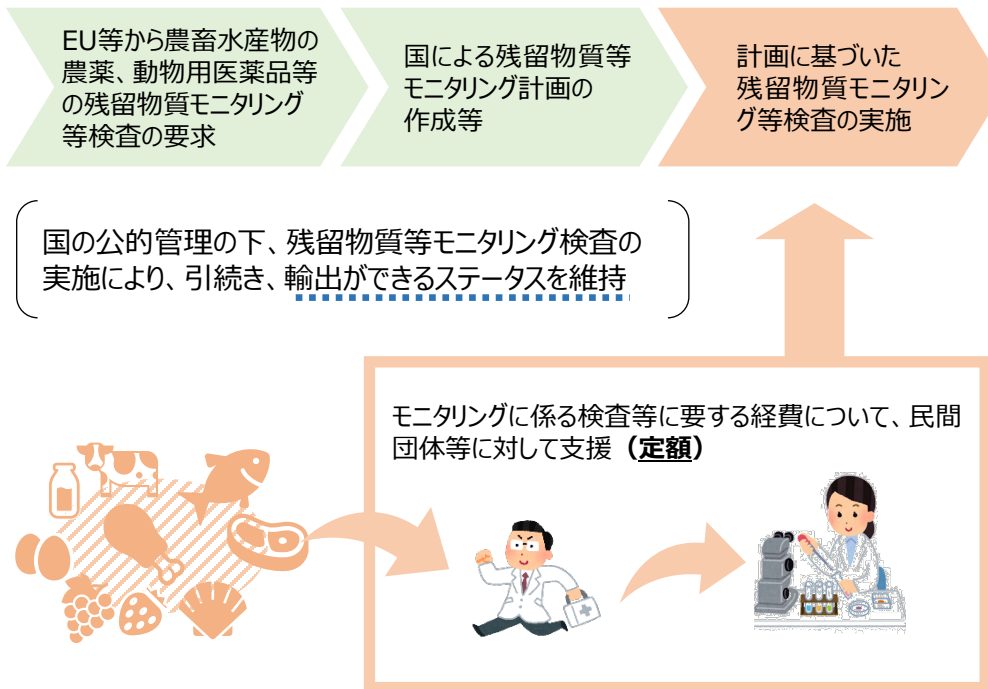 EU等から農畜水産物の
農薬、動物用医薬品等
の残留物質モニタリング
等検査の要求
国による残留物質等
モニタリング計画の
作成等
計画に基づいた
残留物質モニタリン
グ等検査の実施
国の公的管理の下、残留物質等モニタリング検査の
実施により、引続き、輸出ができるステータスを維持
モニタリングに係る検査等に要する経費について、民間
団体等に対して支援（定額）